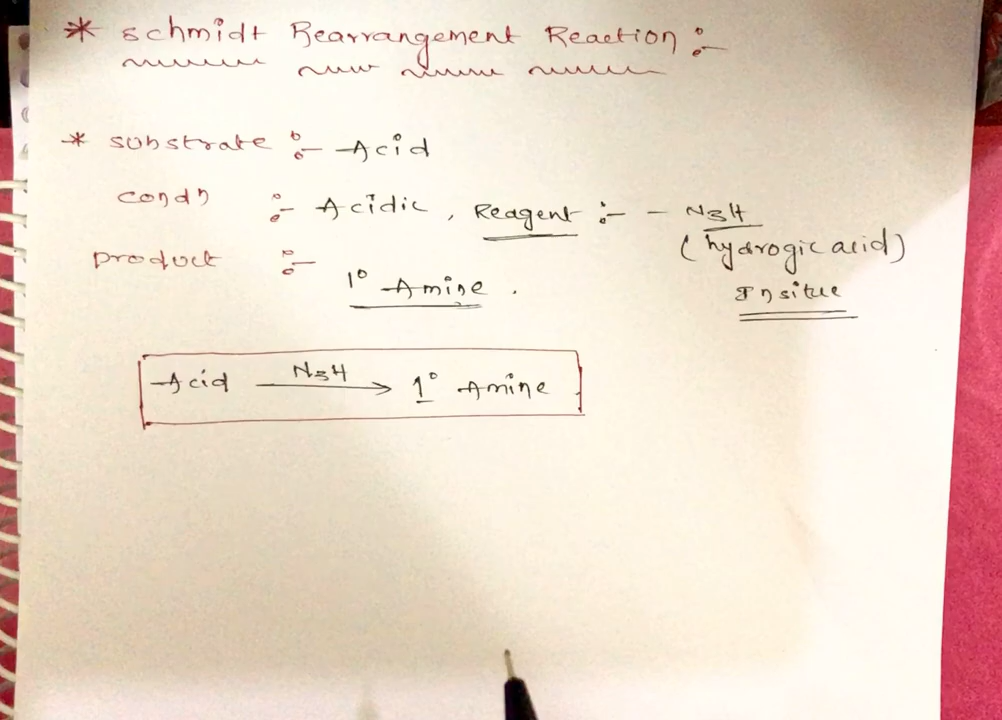 * schmidt Rearrangement Reaction :-
* substrate :- Acid
condn :- Acidic, Reagent :- - N3H
(hydrogic acid)
product :- 1° Amine.
Insitue
Acid N3H → 1° Amine